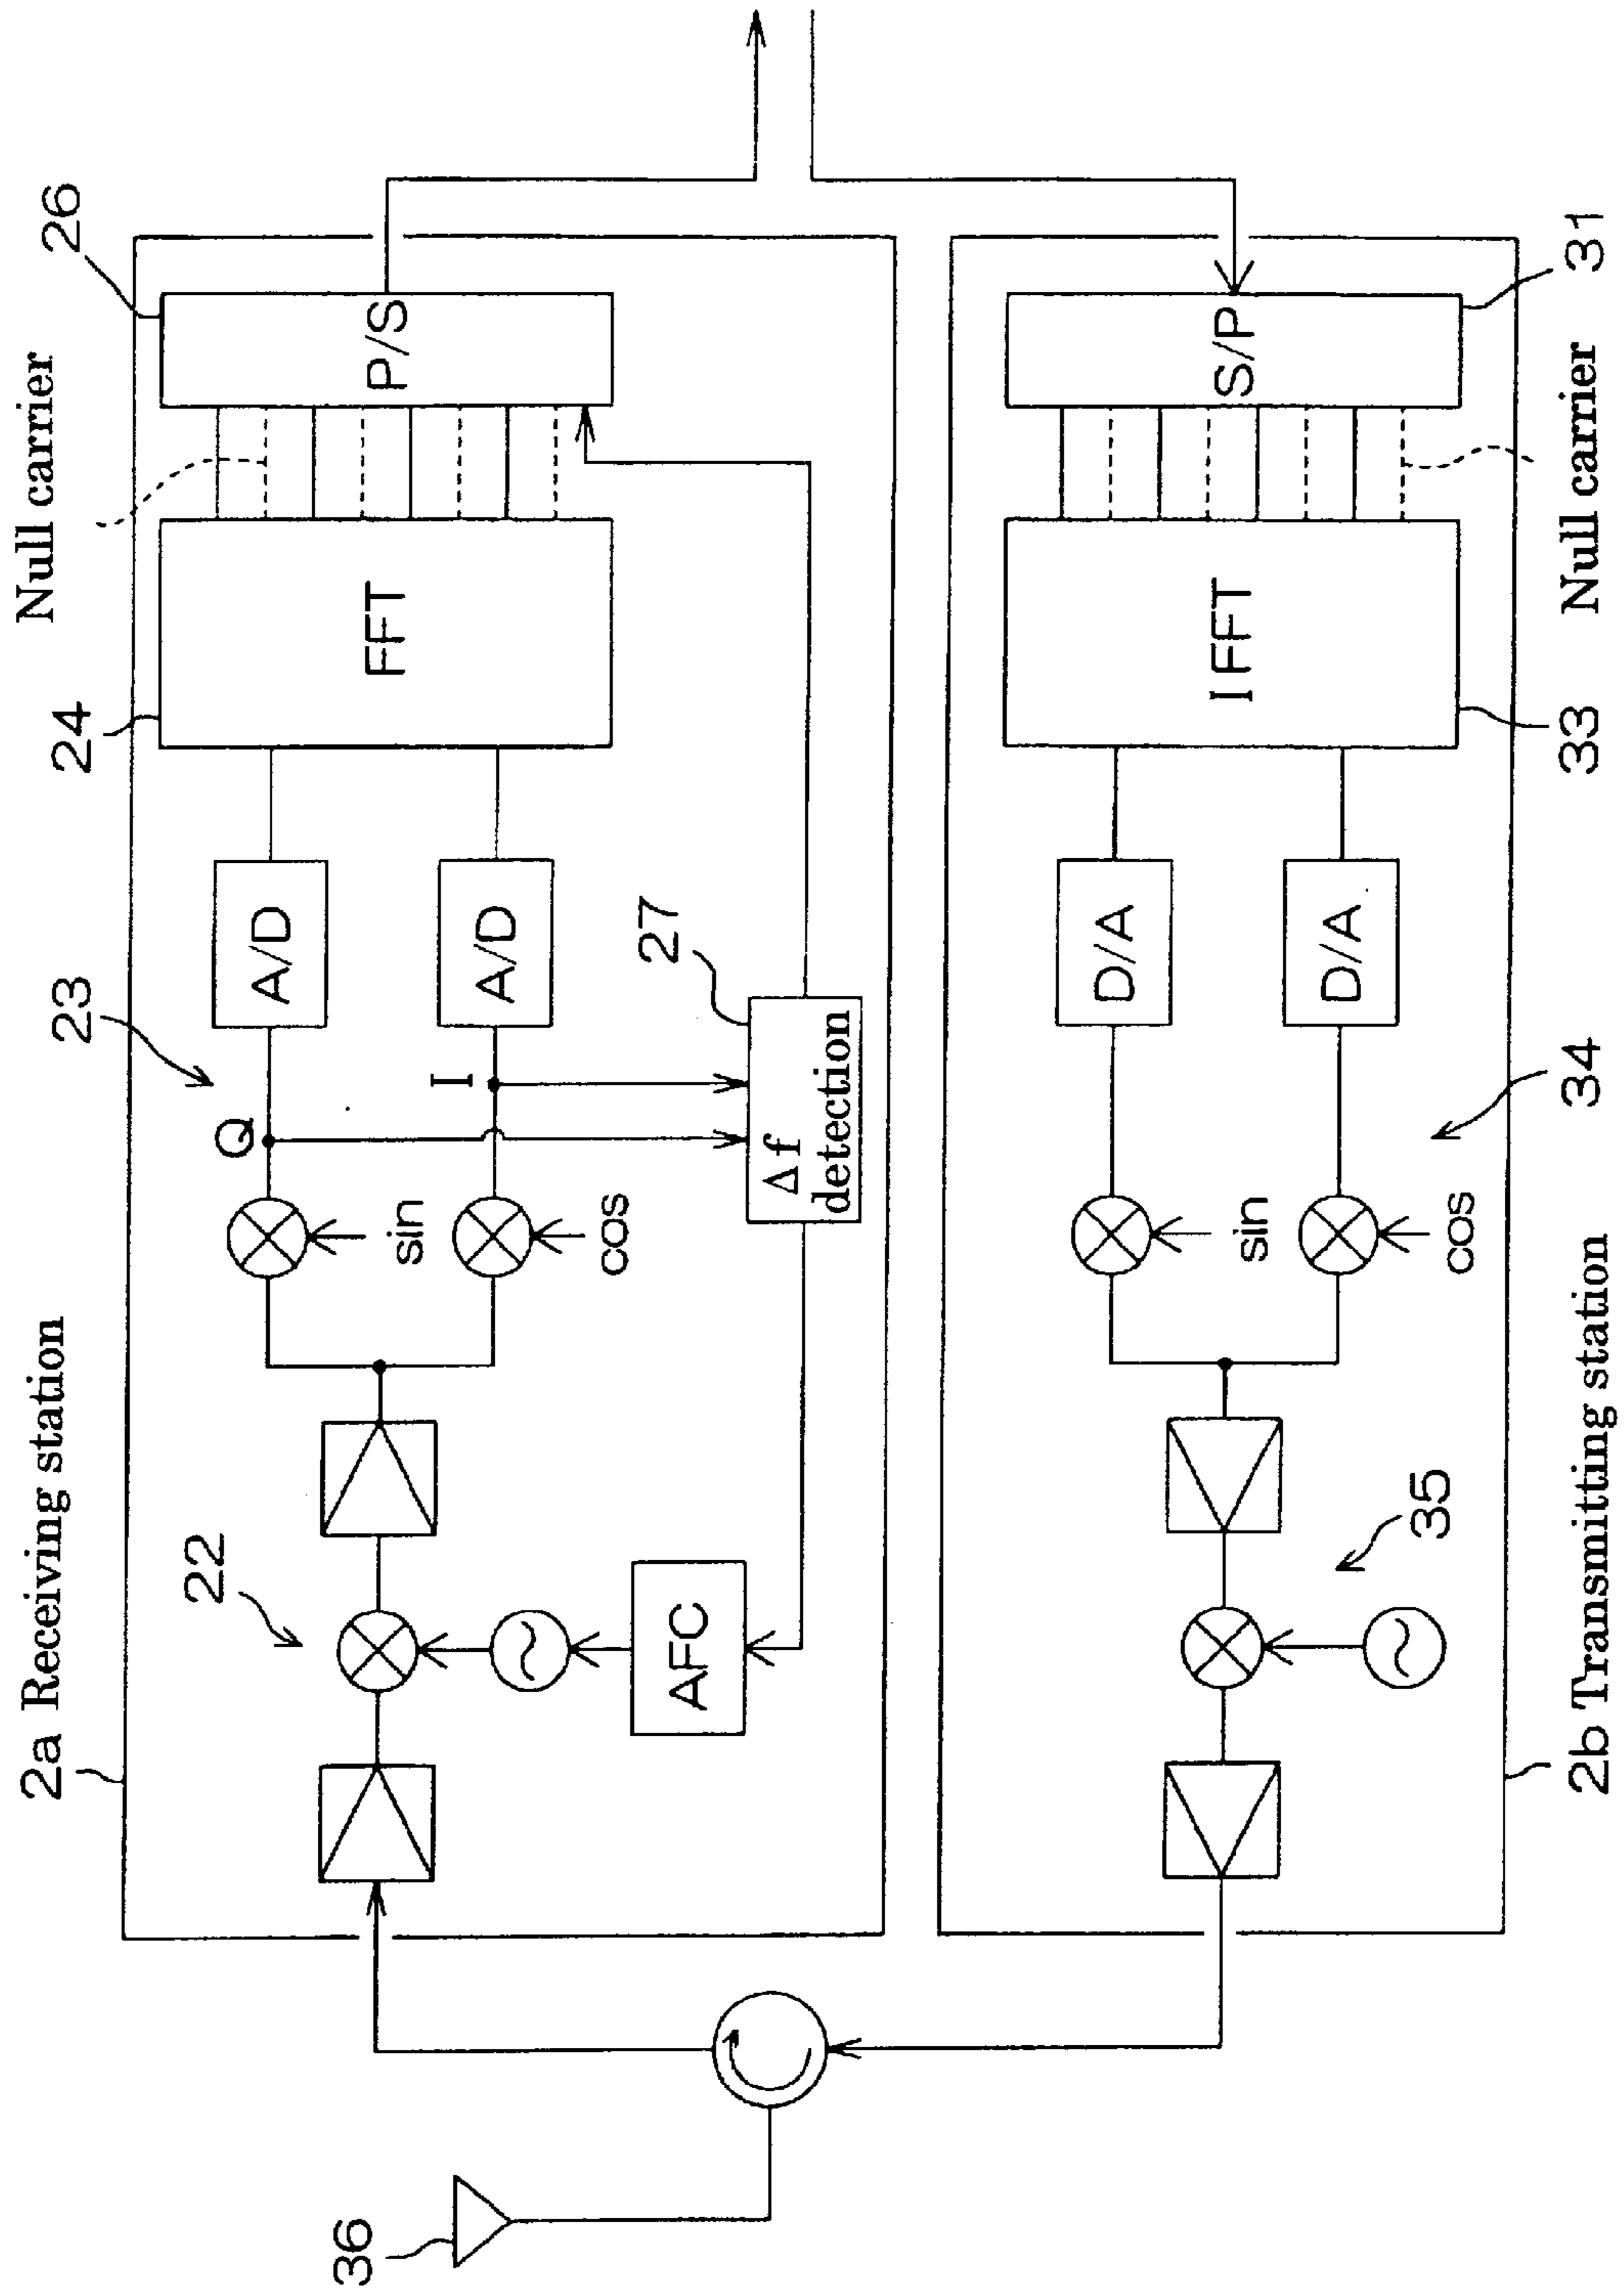 2a Receiving station
22
23
24
Null carrier
26
Q
I
A/D
A/D
FFT
P/S
sin
cos
AFC
Δf
detection
27
36
sin
cos
D/A
D/A
IFFT
S/P
35
34
33
Null carrier
31
2b Transmitting station